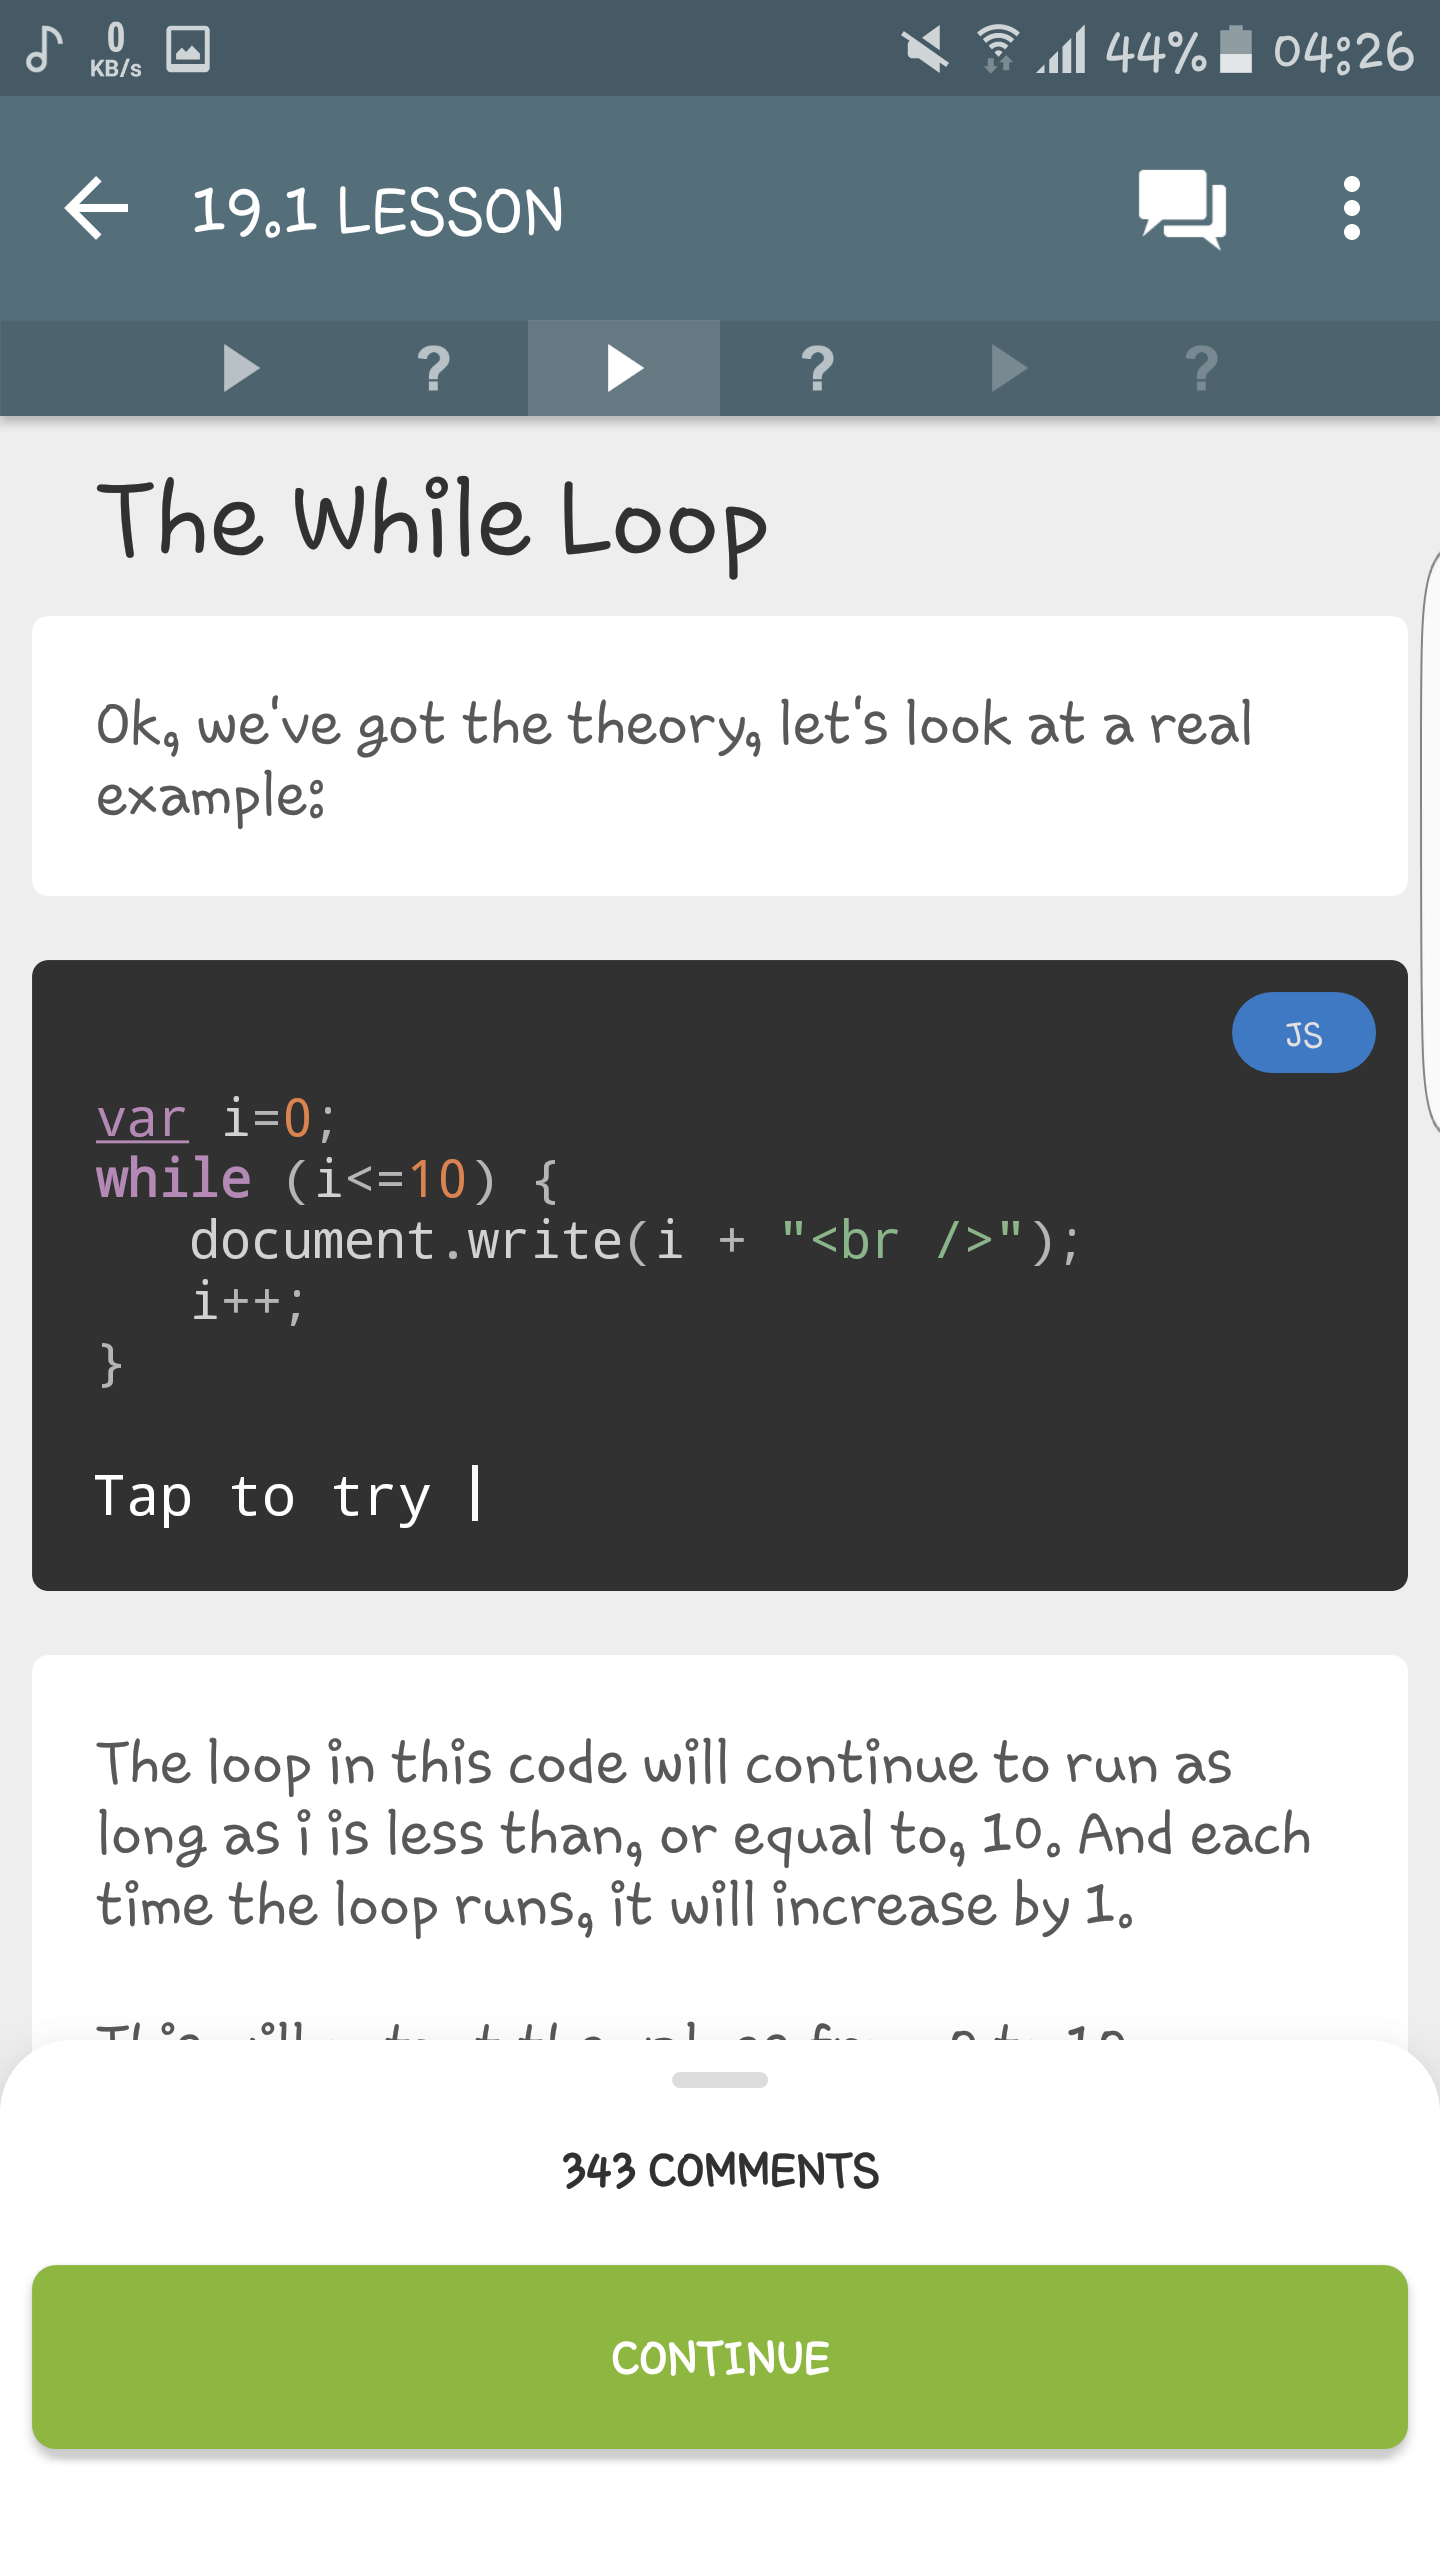 0
KB/s
44%
04:26
19.1 LESSON
?
?
?
The While Loop
Ok, we've got the theory, let's look at a real
example:
JS
var i=0;
while (i<=10) {
document.write(i + "<br />");
i++;
}
Tap to try
The loop in this code will continue to run as
long as i is less than, or equal to, 10. And each
time the loop runs, it will increase by 1.
343 COMMENTS
CONTINUE